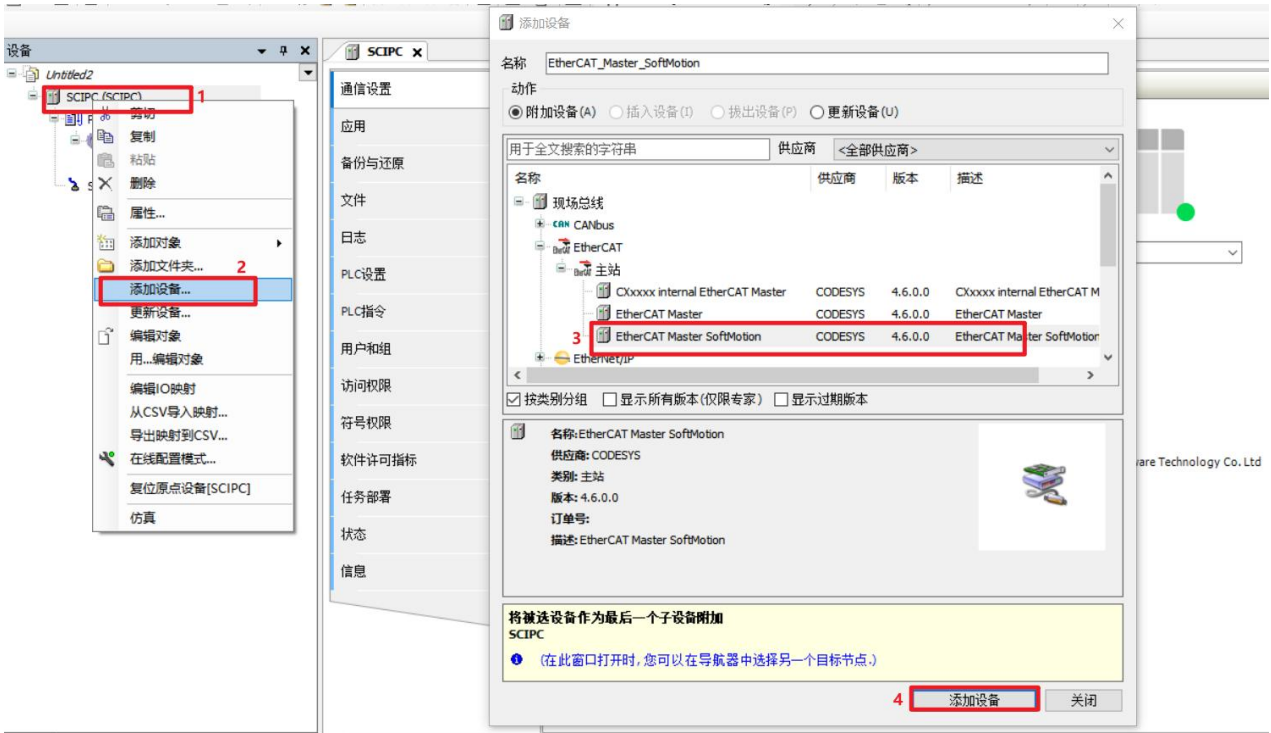 设备
Untitled2
SCIPC (SCIPC)
1
剪切
复制
粘贴
删除
属性...
添加对象
添加文件夹...
2
添加设备...
更新设备...
编辑对象
用...编辑对象
编辑IO映射
从CSV导入映射...
导出映射到CSV...
在线配置模式...
复位原点设备[SCIPC]
仿真
SCIPC
通信设置
应用
备份与还原
文件
日志
PLC设置
PLC指令
用户和组
访问权限
符号权限
软件许可指标
任务部署
状态
信息
添加设备
名称 EtherCAT_Master_SoftMotion
动作
附加设备(A) 插入设备(I) 拔出设备(P) 更新设备(U)
用于全文搜索的字符串 供应商 <全部供应商>
名称 供应商 版本 描述
现场总线
CAN CANbus
EtherCAT
主站
CXxxxx internal EtherCAT Master CODESYS 4.6.0.0 CXxxxx internal EtherCAT M
EtherCAT Master CODESYS 4.6.0.0 EtherCAT Master
3 EtherCAT Master SoftMotion CODESYS 4.6.0.0 EtherCAT Master SoftMotion
EtherNet/IP
按类别分组 显示所有版本(仅限专家) 显示过期版本
名称:EtherCAT Master SoftMotion
供应商: CODESYS
类别: 主站
版本: 4.6.0.0
订单号:
描述: EtherCAT Master SoftMotion
将被选设备作为最后一个子设备附加
SCIPC
(在此窗口打开时,您可以在导航器中选择另一个目标节点.)
4 添加设备 关闭
ware Technology Co. Ltd